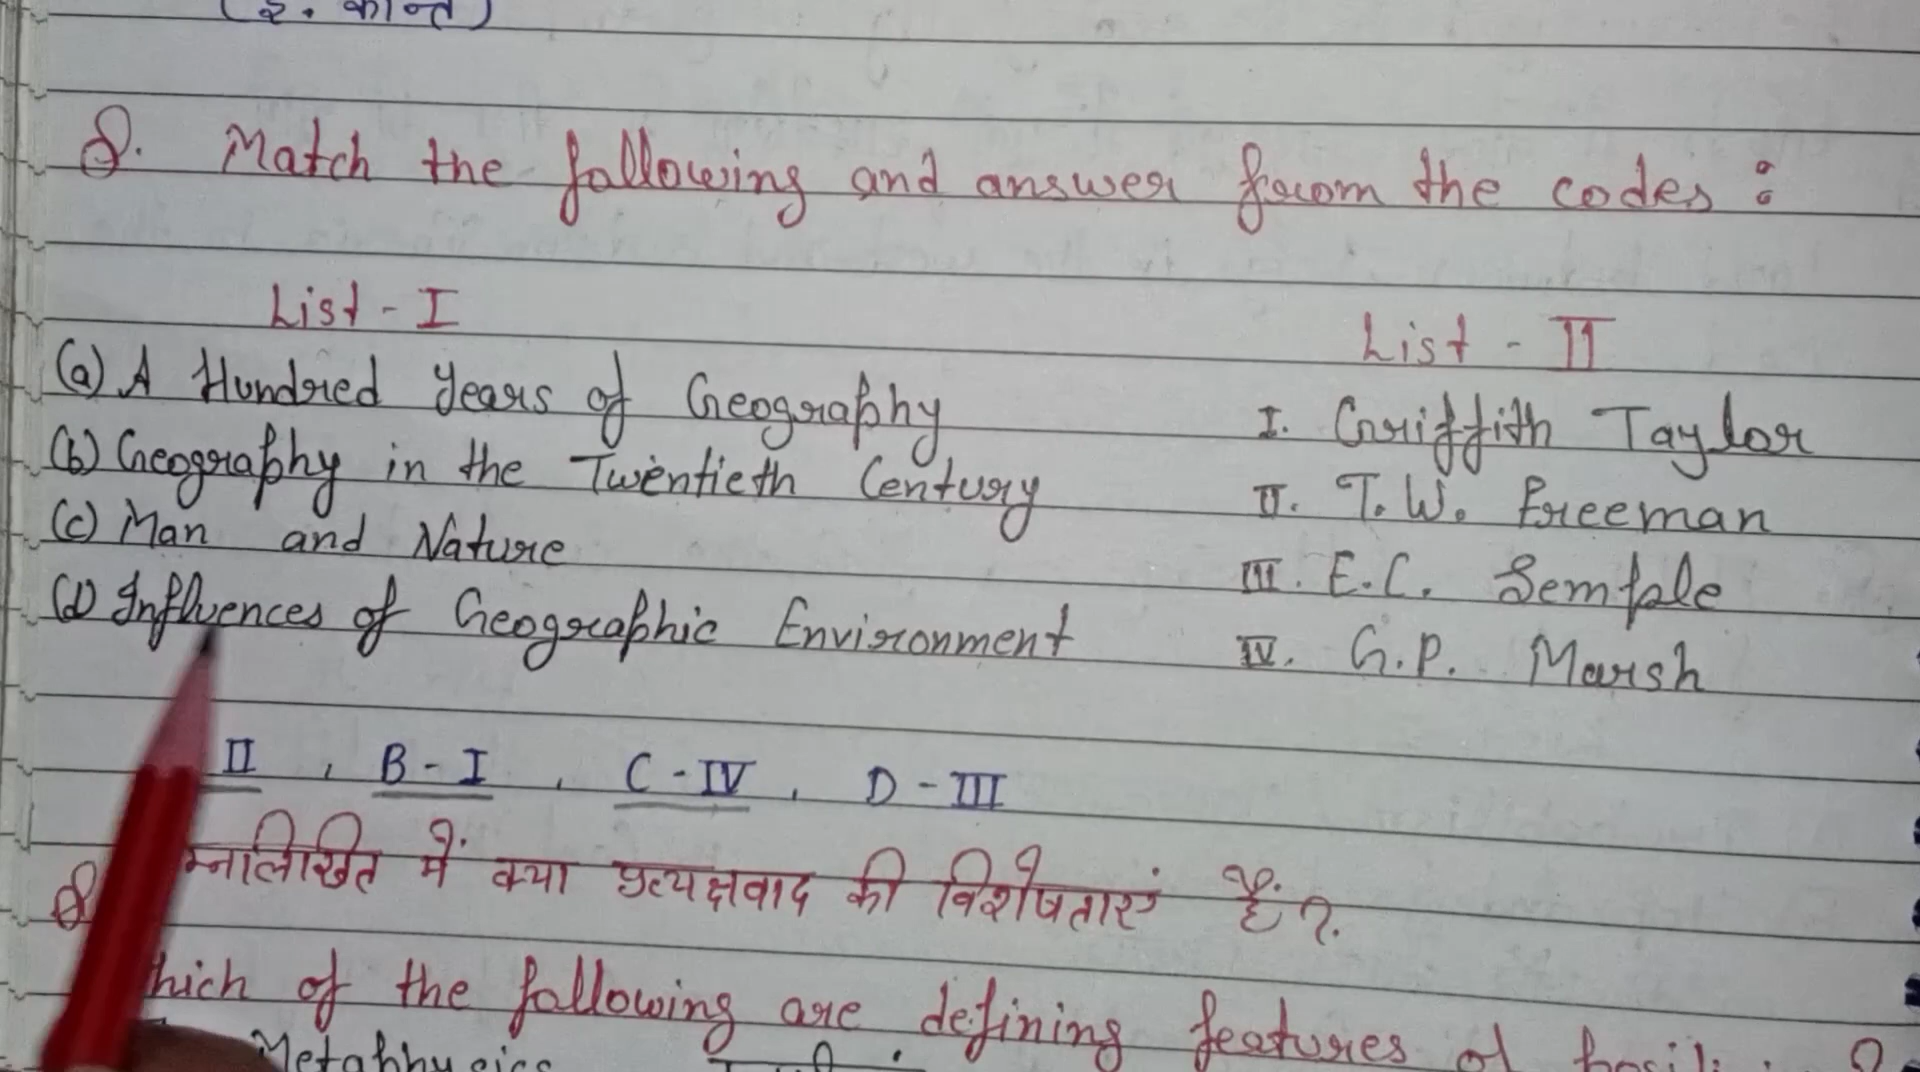 (इ. कान्त)
Q. Match the following and answer from the codes :
List - I
List - II
(a) A Hundred Years of Geography
I. Griffith Taylor
(b) Geography in the Twentieth Century
II. T. W. Freeman
(c) Man and Nature
III. E.C. Semple
(d) Influences of Geographic Environment
IV. G.P. Marsh
II , B - I , C - IV , D - III
म्नालिखित में क्या प्रत्यक्षवाद की विशेषताएं हैं ?
hich of the following are defining features of
Metaphysics